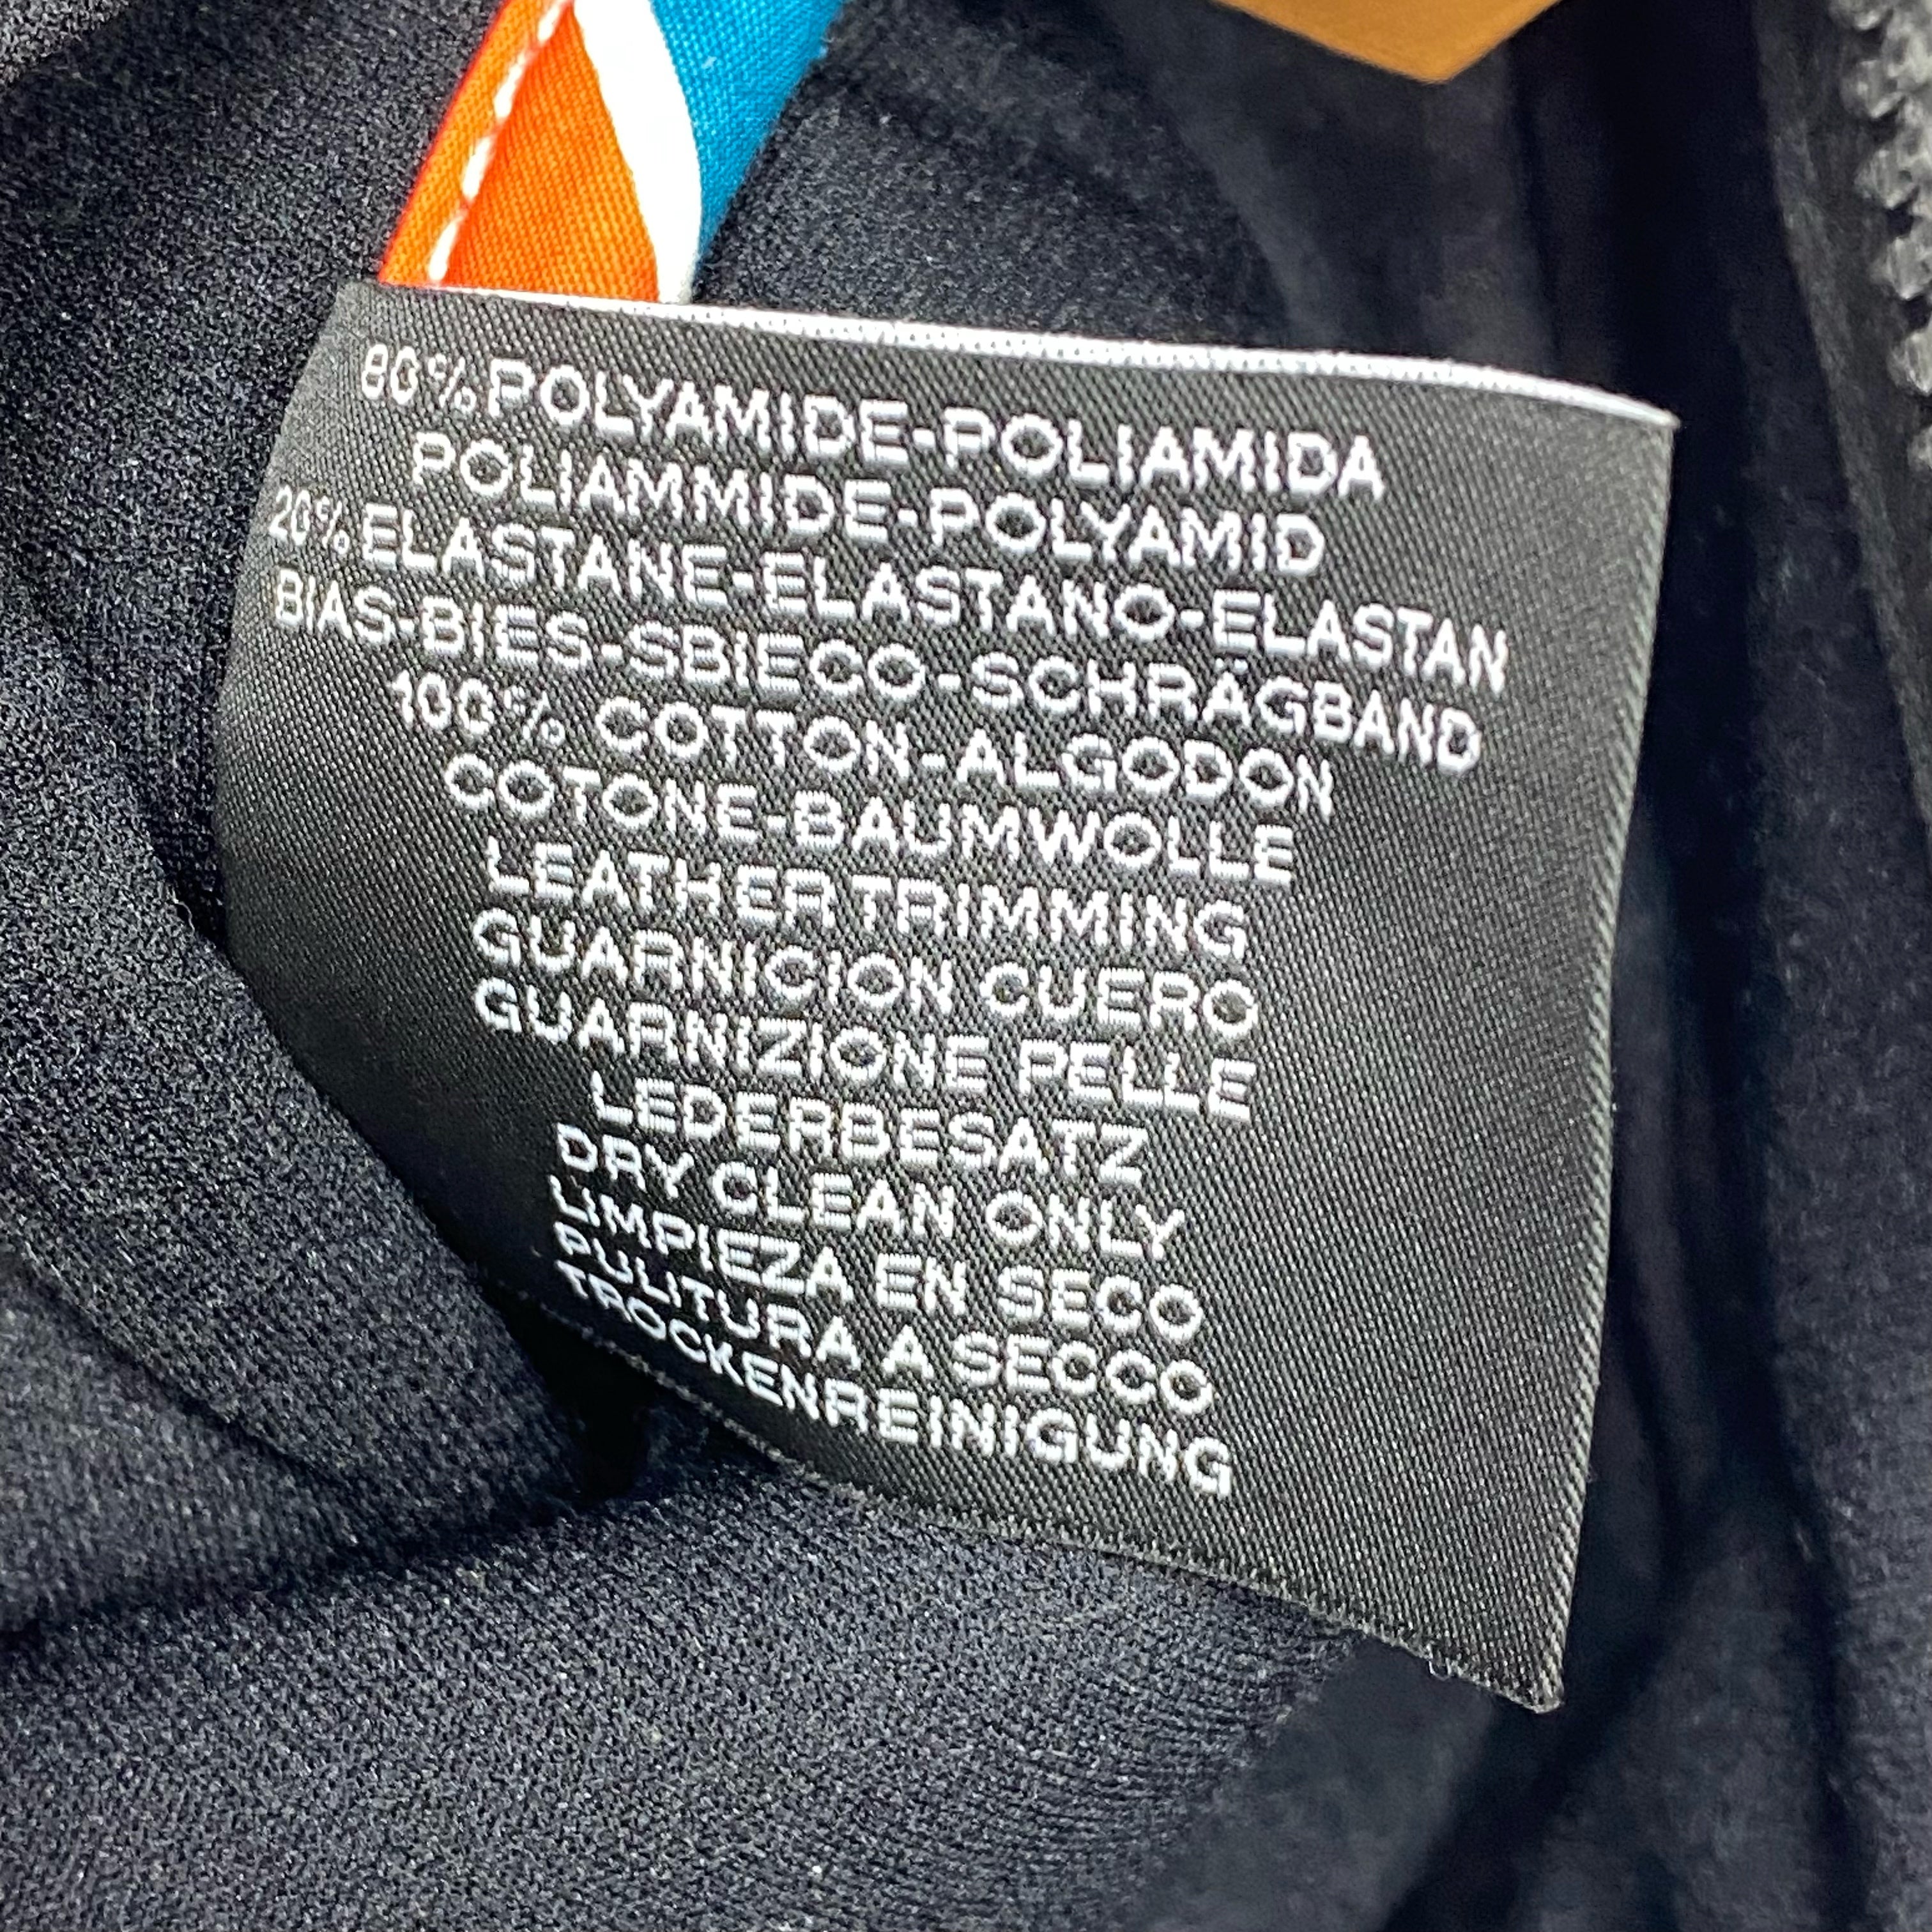 80% POLYAMIDE-POLIAMIDA
POLIAMMIDE-POLYAMID
20% ELASTANE-ELASTANO-ELASTAN
BIAS-BIES-SBIECO-SCHRÄGBAND
100% COTTON-ALGODON
COTONE-BAUMWOLLE
LEATHER TRIMMING
GUARNICION CUERO
GUARNIZIONE PELLE
LEDERBESATZ
DRY CLEAN ONLY
LIMPIEZA EN SECO
PULITURA A SECCO
TROCKENREINIGUNG